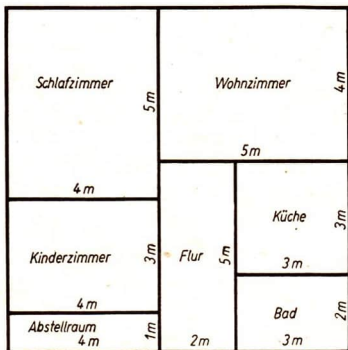 Schlafzimmer
5m
4m
Wohnzimmer
4m
5m
Kinderzimmer
3m
4m
Flur
5m
2m
Küche
3m
3m
Abstellraum
1m
4m
Bad
2m
3m